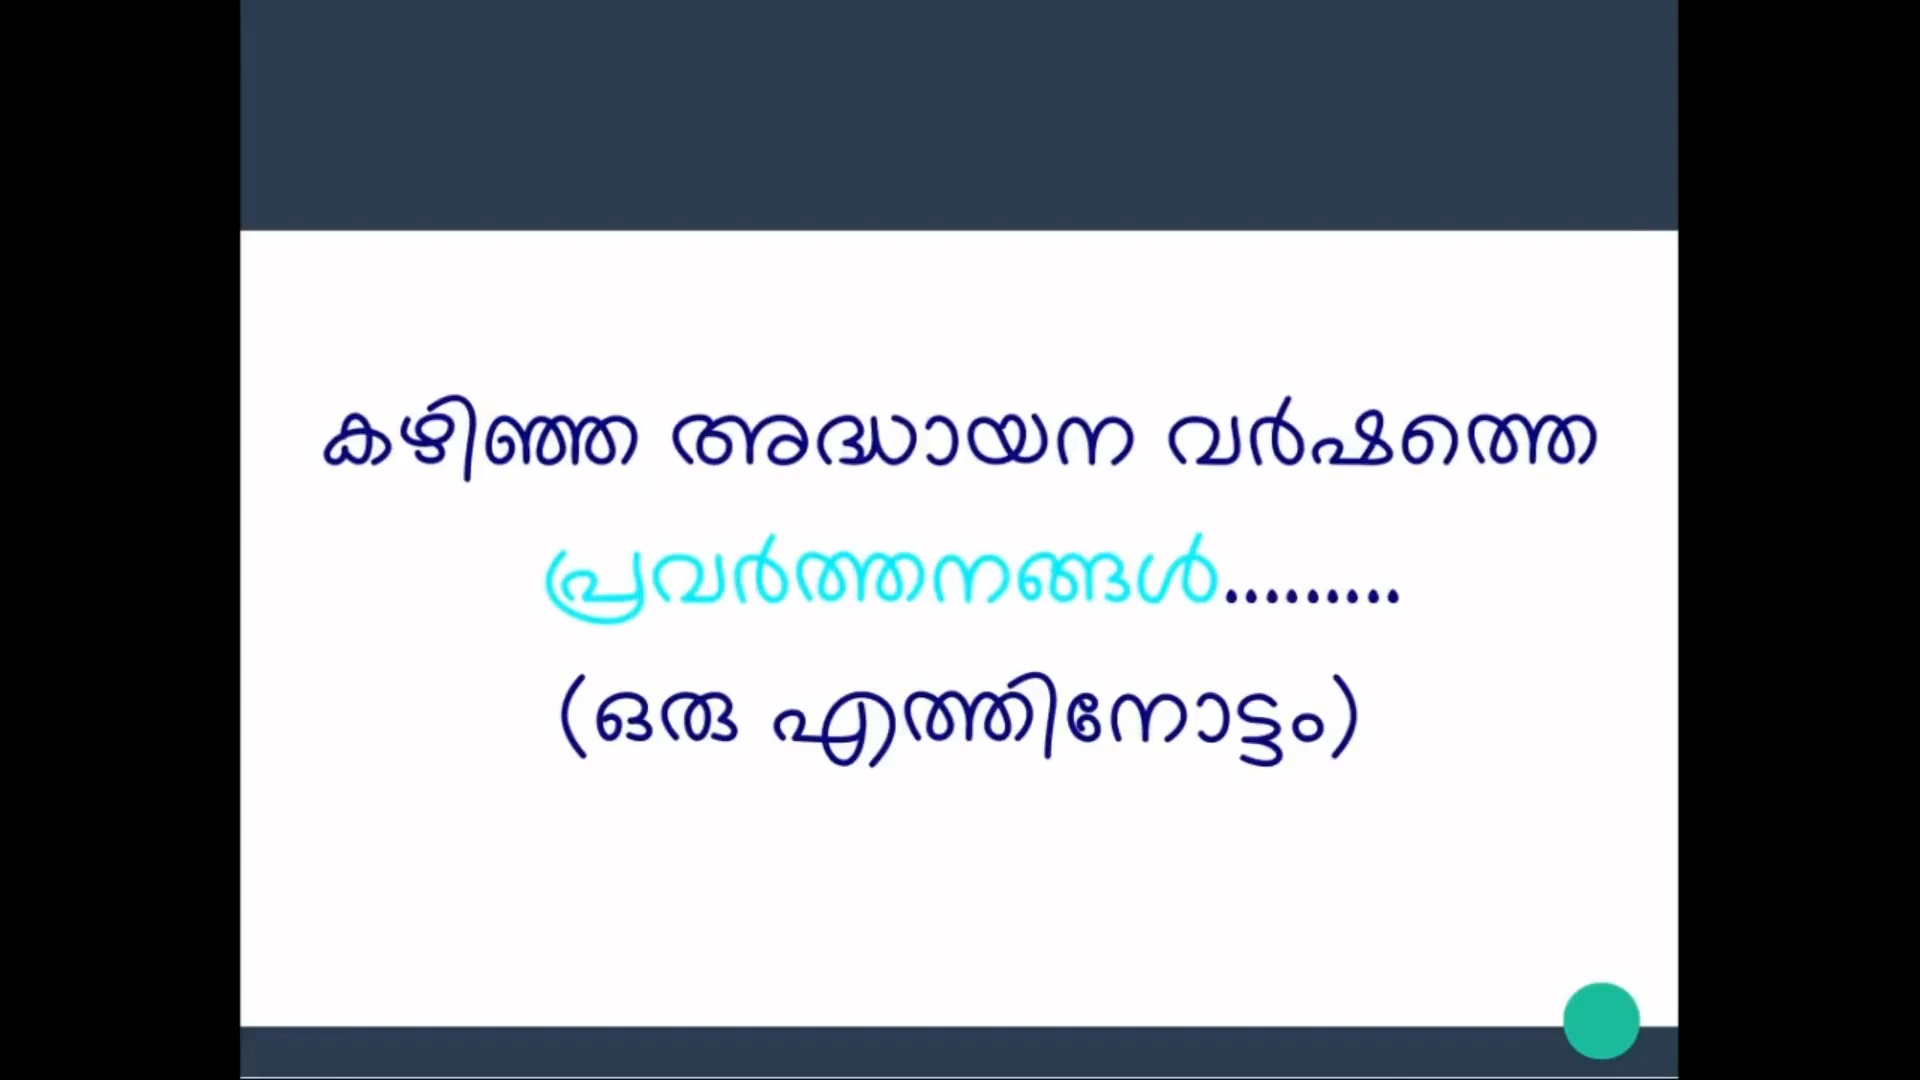 കഴിഞ്ഞ അദ്ധായന വർഷത്തെ
പ്രവർത്തനങ്ങൾ.........
(ഒരു എത്തിനോട്ടം)